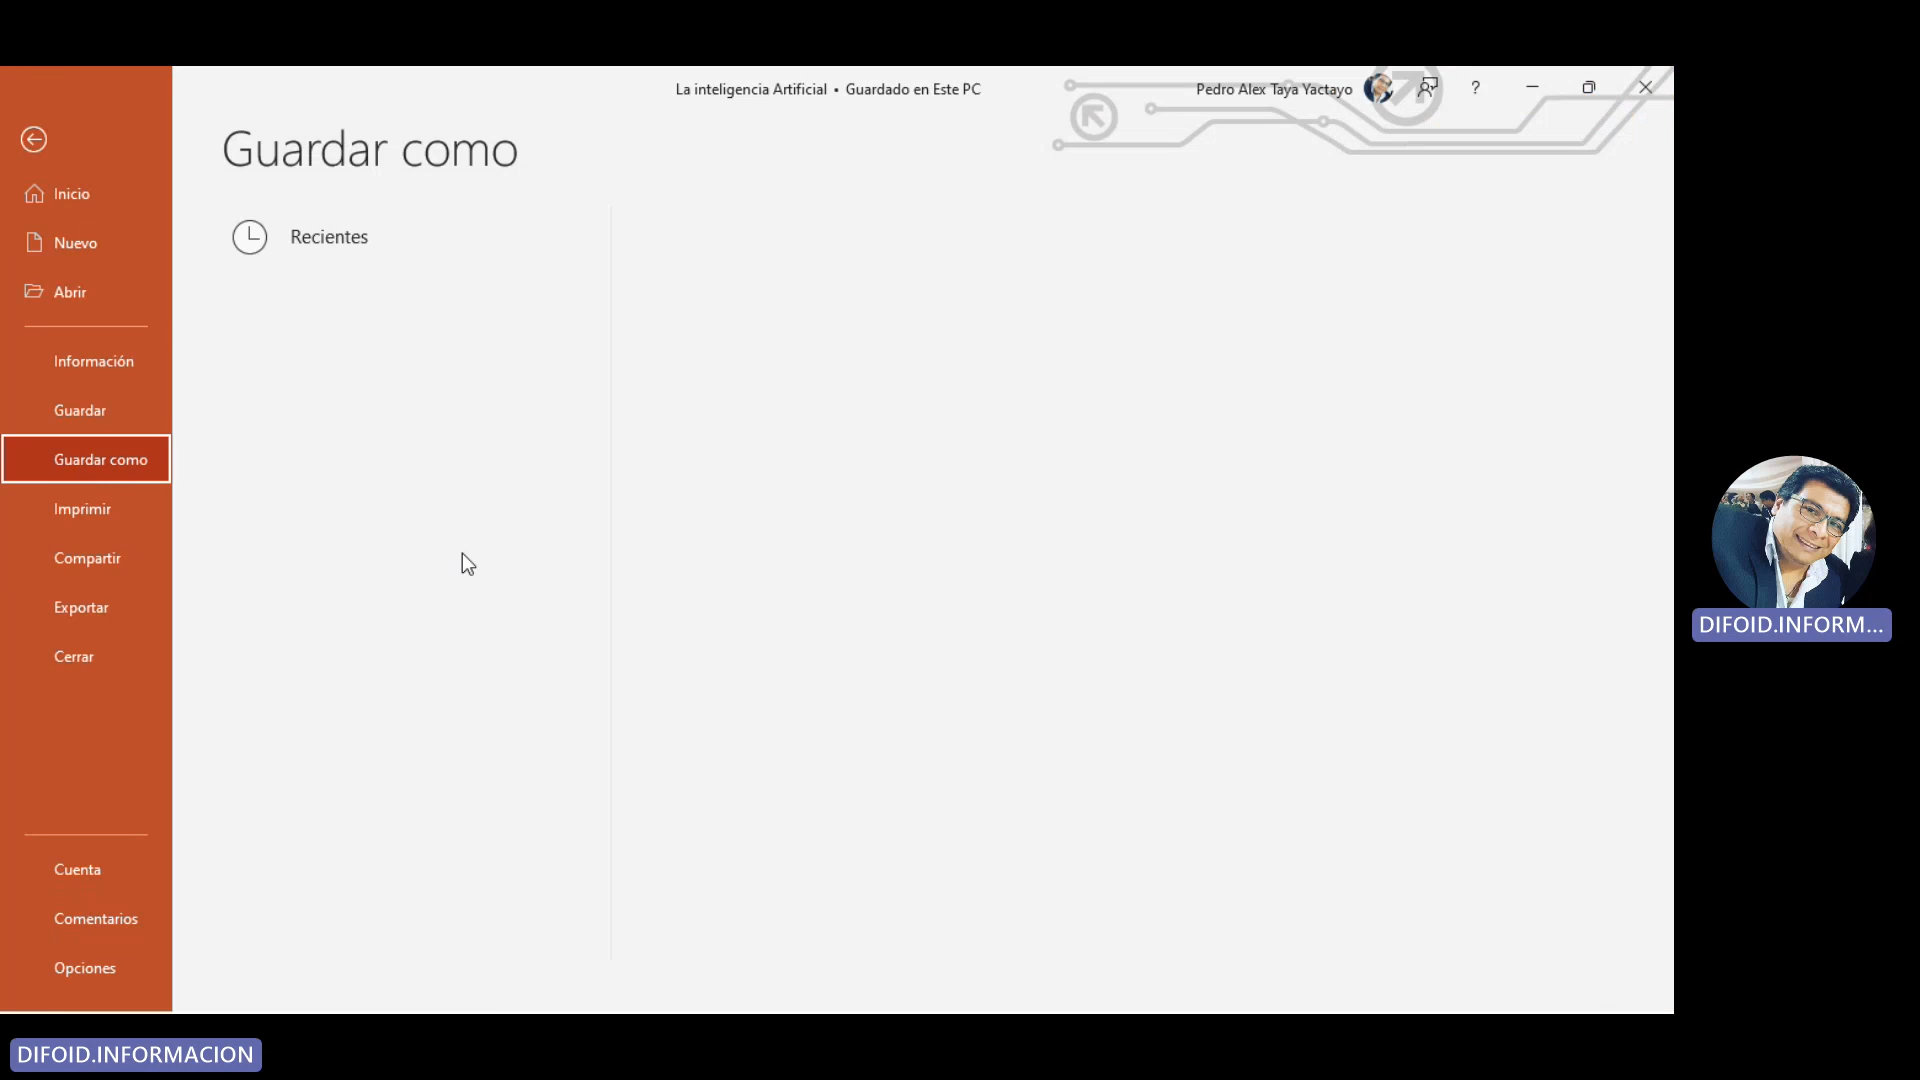 La inteligencia Artificial • Guardado en Este PC
Pedro Alex Taya Yactayo
?
Guardar como
Inicio
Nuevo
Abrir
Información
Guardar
Guardar como
Imprimir
Compartir
Exportar
Cerrar
Cuenta
Comentarios
Opciones
Recientes
DIFOID.INFORM...
DIFOID.INFORMACION